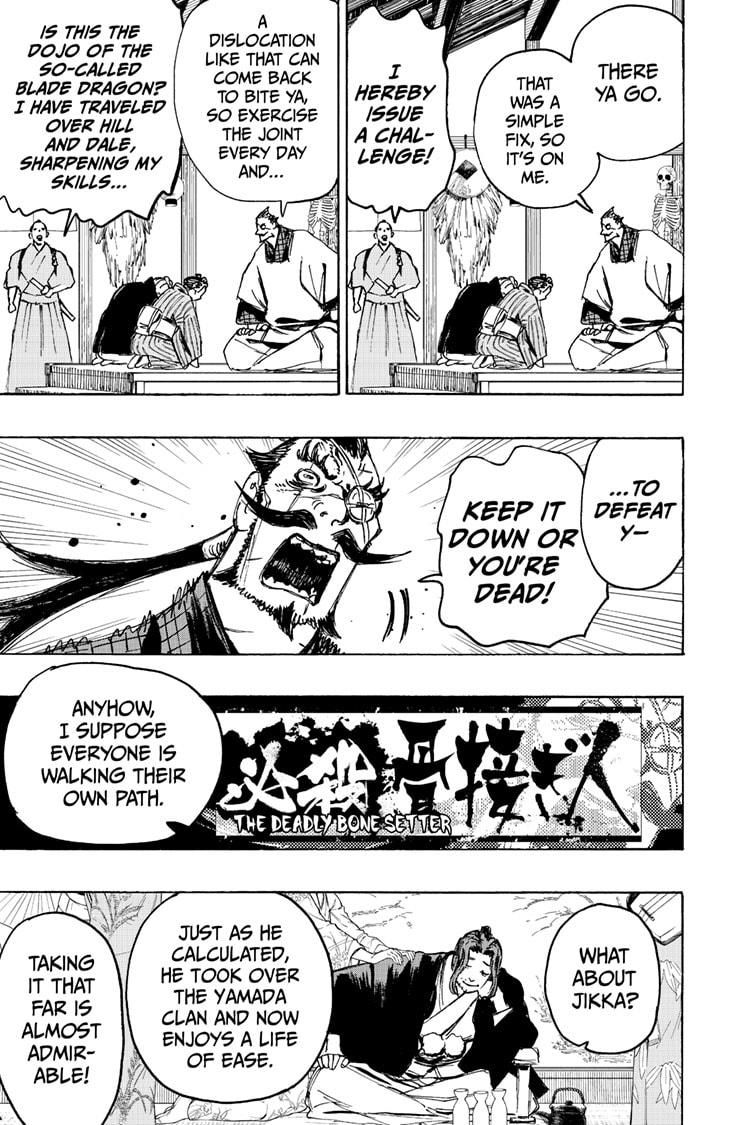 THERE
YA GO.
THAT
WAS A
SIMPLE
FIX, SO
IT'S ON
ME.
I
HEREBY
ISSUE
A CHAL-
LENGE!
A
DISLOCATION
LIKE THAT CAN
COME BACK
TO BITE YA,
SO EXERCISE
THE JOINT
EVERY DAY
AND...
IS THIS THE
DOJO OF THE
SO-CALLED
BLADE DRAGON?
I HAVE TRAVELED
OVER HILL
AND DALE,
SHARPENING MY
SKILLS...
...TO
DEFEAT
Y–
KEEP IT
DOWN OR
YOU'RE
DEAD!
必殺骨接ぎ人
THE DEADLY BONE SETTER
ANYHOW,
I SUPPOSE
EVERYONE IS
WALKING THEIR
OWN PATH.
WHAT
ABOUT
JIKKA?
JUST AS HE
CALCULATED,
HE TOOK OVER
THE YAMADA
CLAN AND NOW
ENJOYS A LIFE
OF EASE.
TAKING
IT THAT
FAR IS
ALMOST
ADMIR-
ABLE!